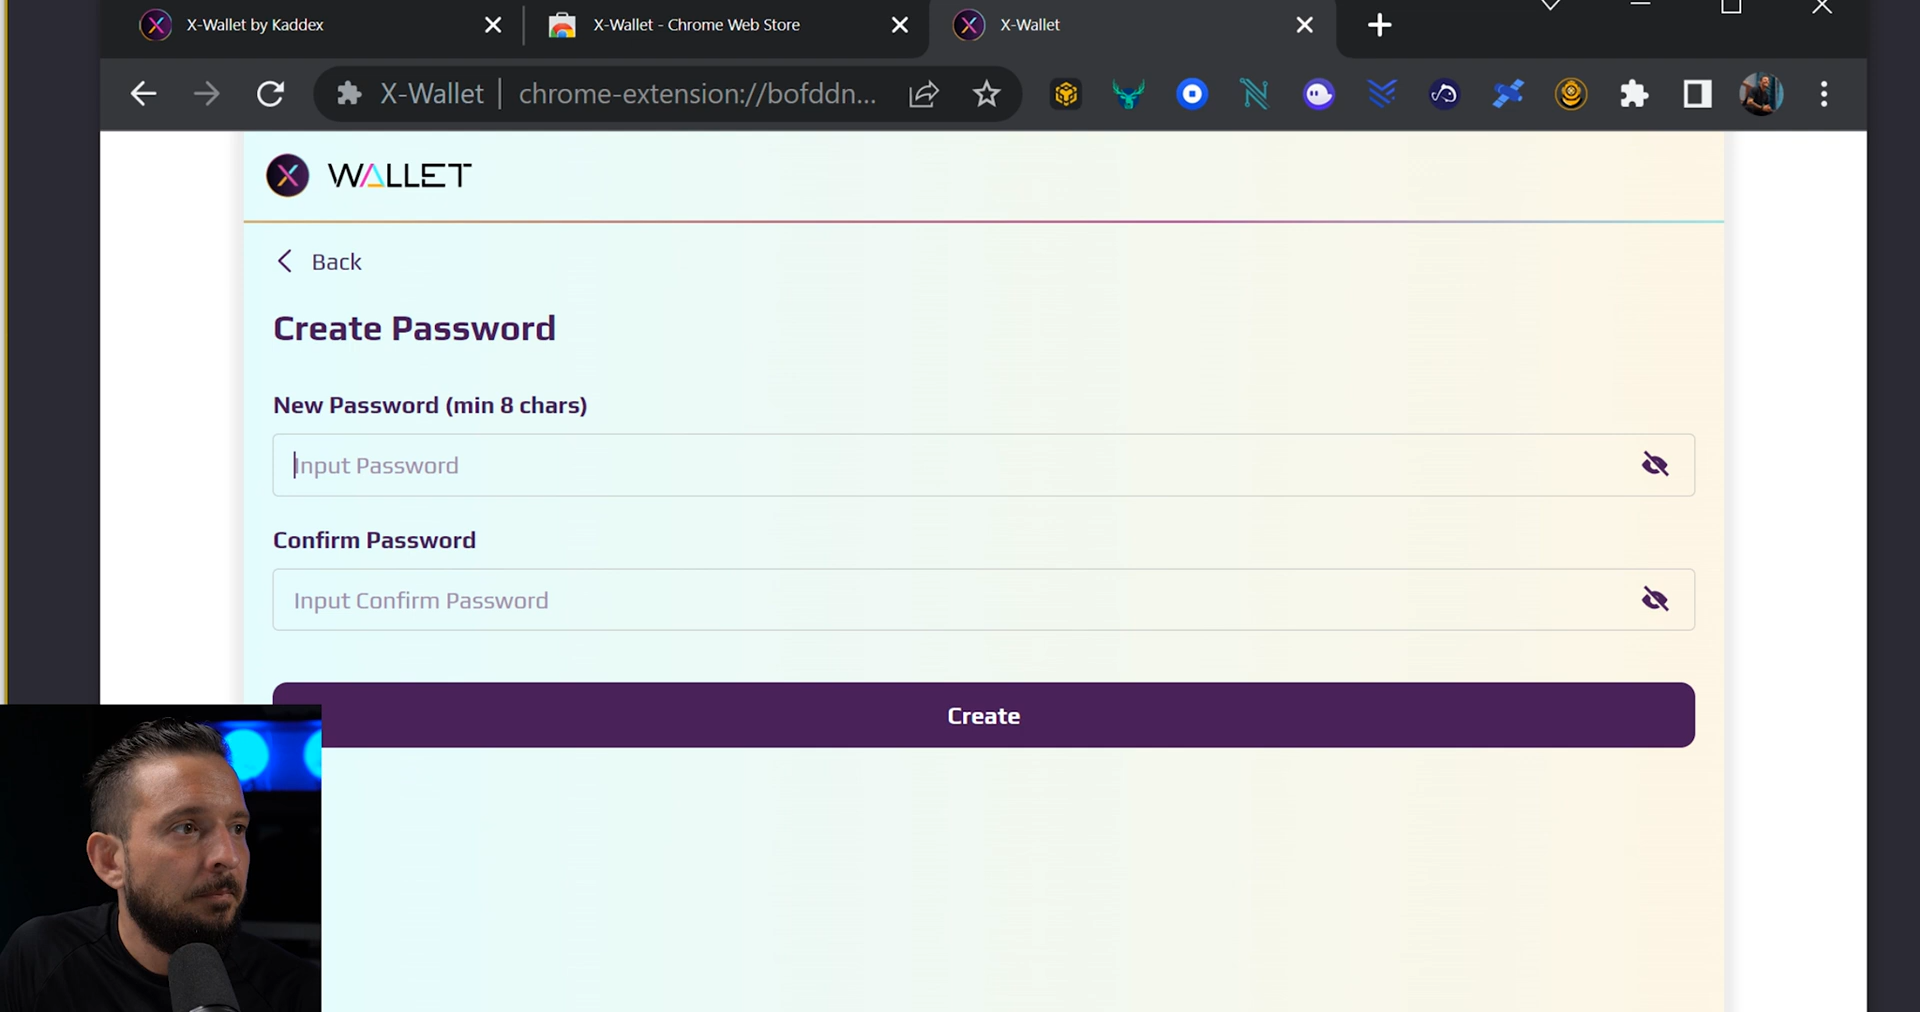 X-Wallet by Kaddex
X-Wallet - Chrome Web Store
X-Wallet
X-Wallet | chrome-extension://bofddn...
X WALLET
Back
Create Password
New Password (min 8 chars)
Input Password
Confirm Password
Input Confirm Password
Create